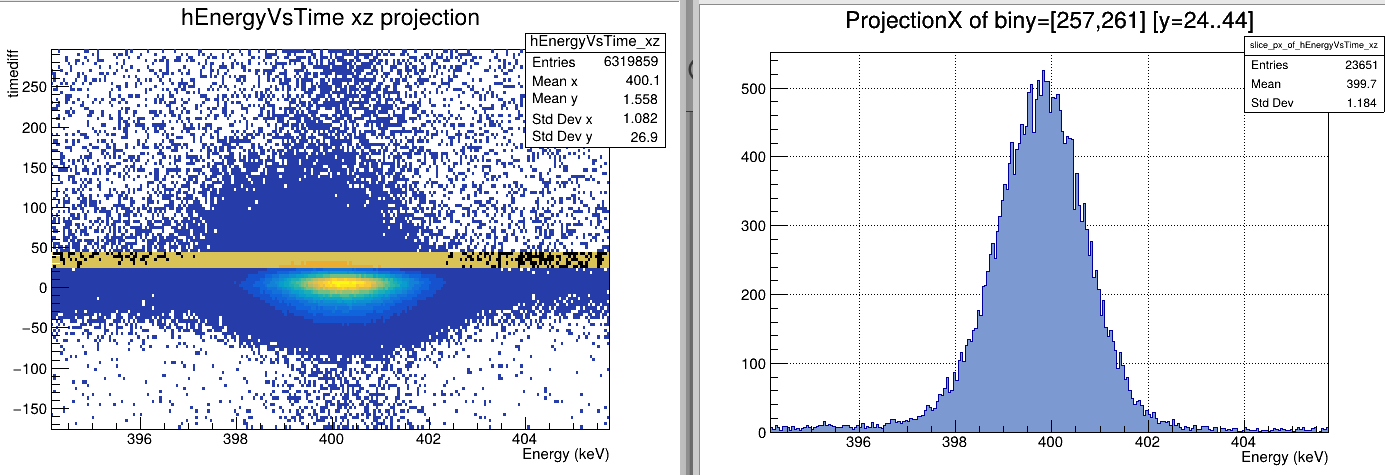 hEnergyVsTime xz projection
hEnergyVsTime_xz
Entries 6319859
Mean x 400.1
Mean y 1.558
Std Dev x 1.082
Std Dev y 26.9
timediff
250
200
150
100
50
0
−50
−100
−150
396 398 400 402 404
Energy (keV)
ProjectionX of biny=[257,261] [y=24..44]
slice_px_of_hEnergyVsTime_xz
Entries 23651
Mean 399.7
Std Dev 1.184
500
400
300
200
100
0
396 398 400 402 404
Energy (keV)